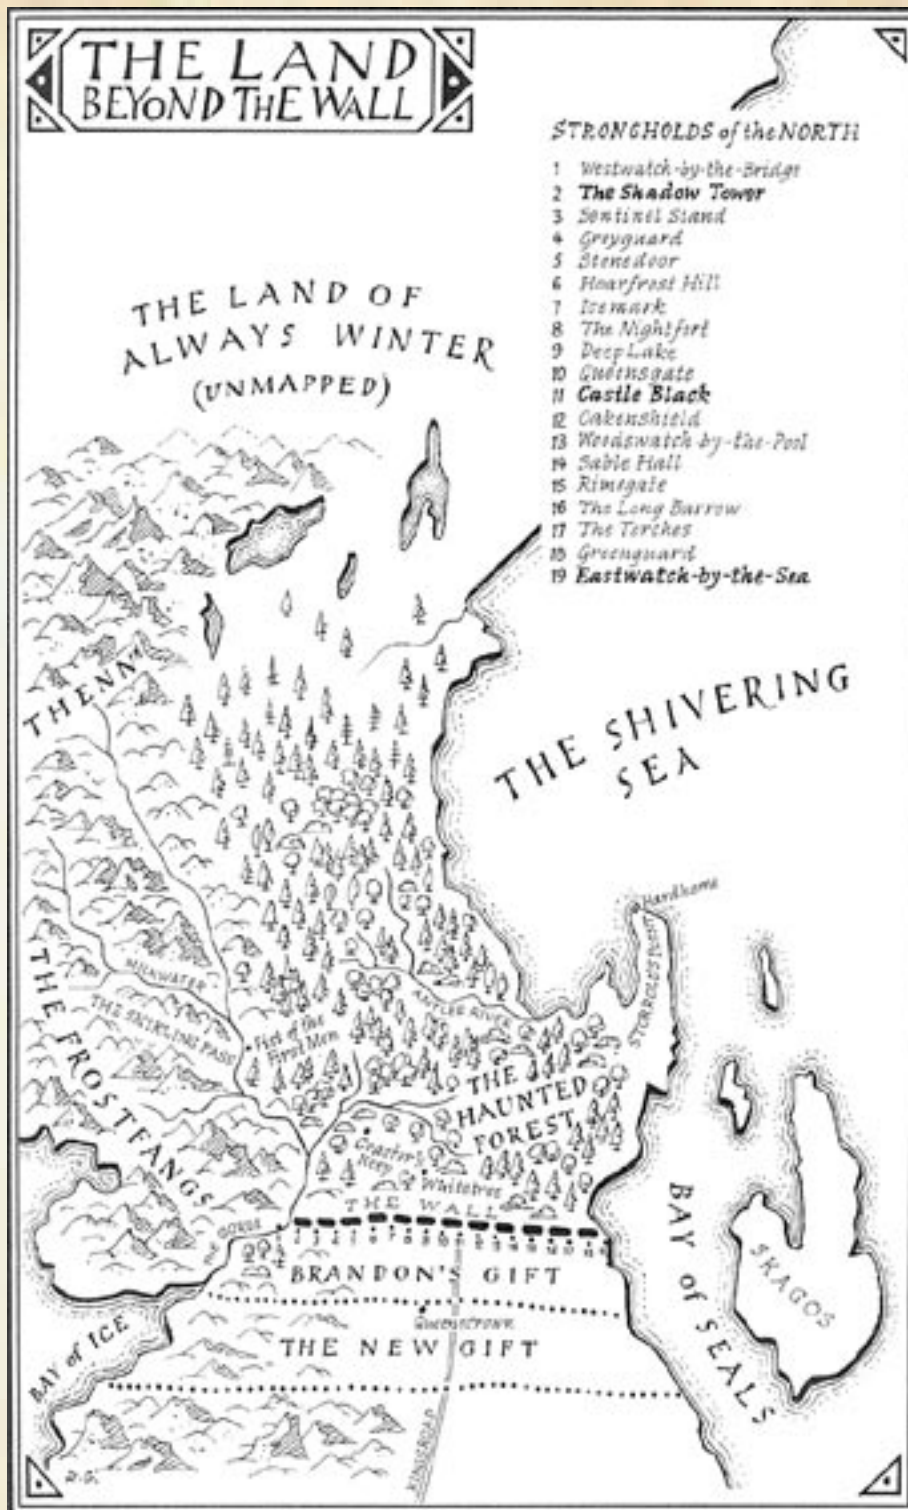 THE LAND
BEYOND THE WALL
STRONGHOLDS of the NORTH
1 Westwatch-by-the-Bridge
2 The Shadow Tower
3 Sentinel Stand
4 Greyguard
5 Stonedoor
6 Hoarfrost Hill
7 Icemark
8 The Nightfort
9 Deep Lake
10 Queensgate
11 Castle Black
12 Oakenshield
13 Woodswatch-by-the-Pool
14 Sable Hall
15 Rimegate
16 The Long Barrow
17 The Torches
18 Greenguard
19 Eastwatch-by-the-Sea
THE LAND OF
ALWAYS WINTER
(UNMAPPED)
THENN
THE SHIVERING
SEA
Hardhome
STORROLD'S POINT
MILKWATER
THE SKIRLING PASS
THE FROSTFANGS
Fist of the
First Men
ANTLER RIVER
THE
HAUNTED
FOREST
Craster's
Keep
Whitetree
THE WALL
THE GORGE
BRANDON'S GIFT
Queenscrown
THE NEW GIFT
BAY of ICE
KINGSROAD
BAY of SEALS
SKAGOS